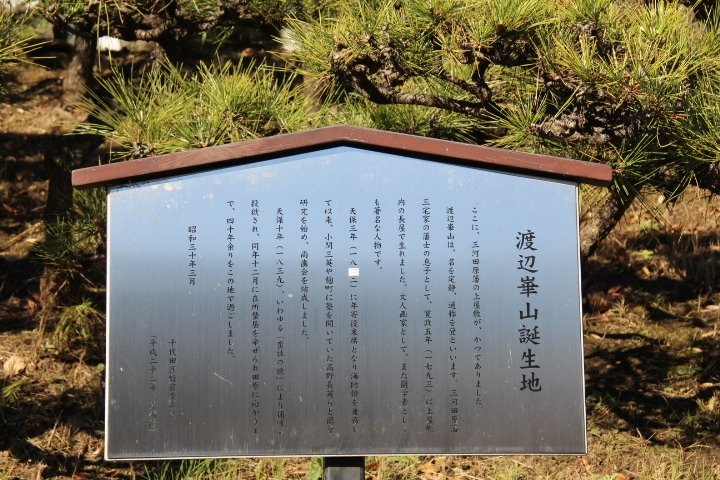 渡辺崋山誕生地
ここに、三河田原藩の上屋敷が、かつてありました。
渡辺崋山は、名を定静、通称を登といいます。三河田原藩
三宅家の藩士の息子として、寛政五年(一七九三)に上屋敷
内の長屋で生れました。文人画家として、また蘭学者として
も著名な人物です。
天保三年(一八三二)に年寄役末席となり海防掛を兼務し
て以来、小関三英や麹町に塾を開いていた高野長英らと蘭学
研究を始め、尚歯会を結成しました。
天保十年(一八三九)、いわゆる「蛮社の獄」により捕縛・
投獄され、同年十二月に在所蟄居を命ぜられ田原に向かうま
で、四十年余りをこの地で過ごしました。
昭和三十年三月
千代田区教育委員会